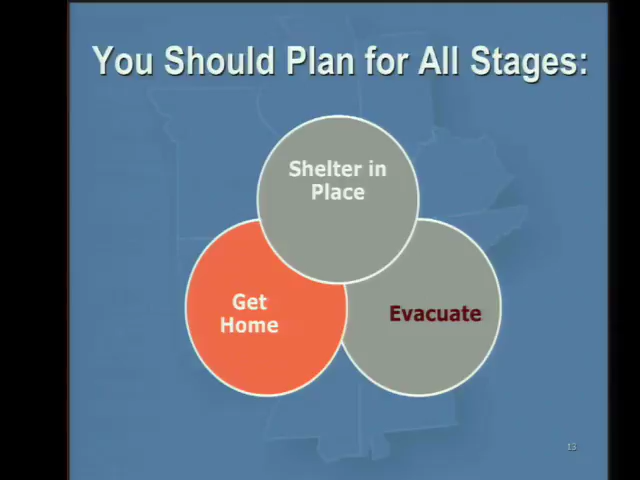 You Should Plan for All Stages:
Shelter in
Place
Get
Home
Evacuate
13